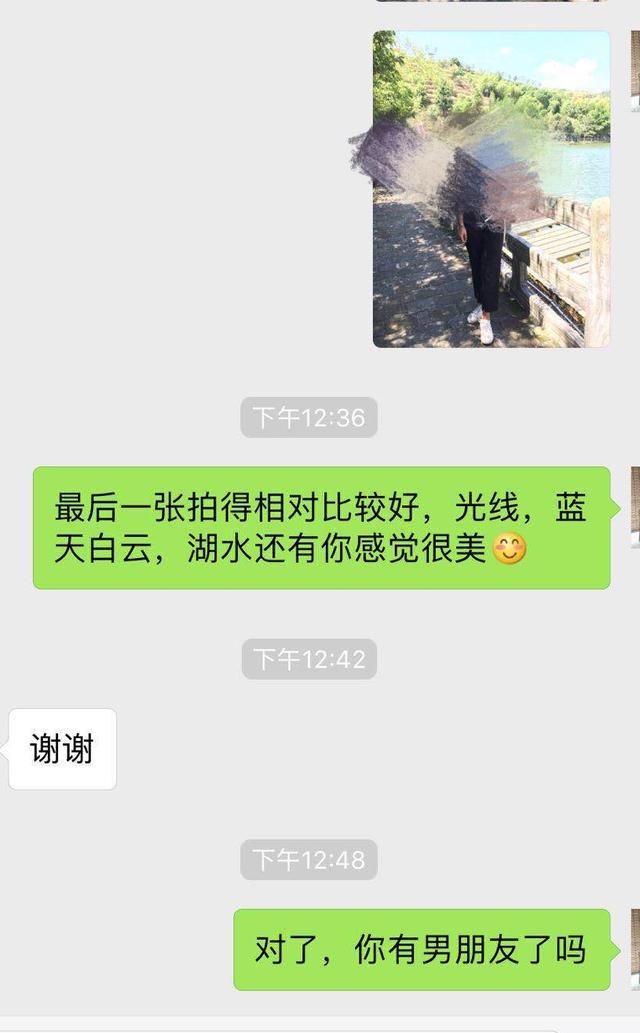 下午12:36
最后一张拍得相对比较好，光线，蓝
天白云，湖水还有你感觉很美😊
下午12:42
谢谢
下午12:48
对了，你有男朋友了吗